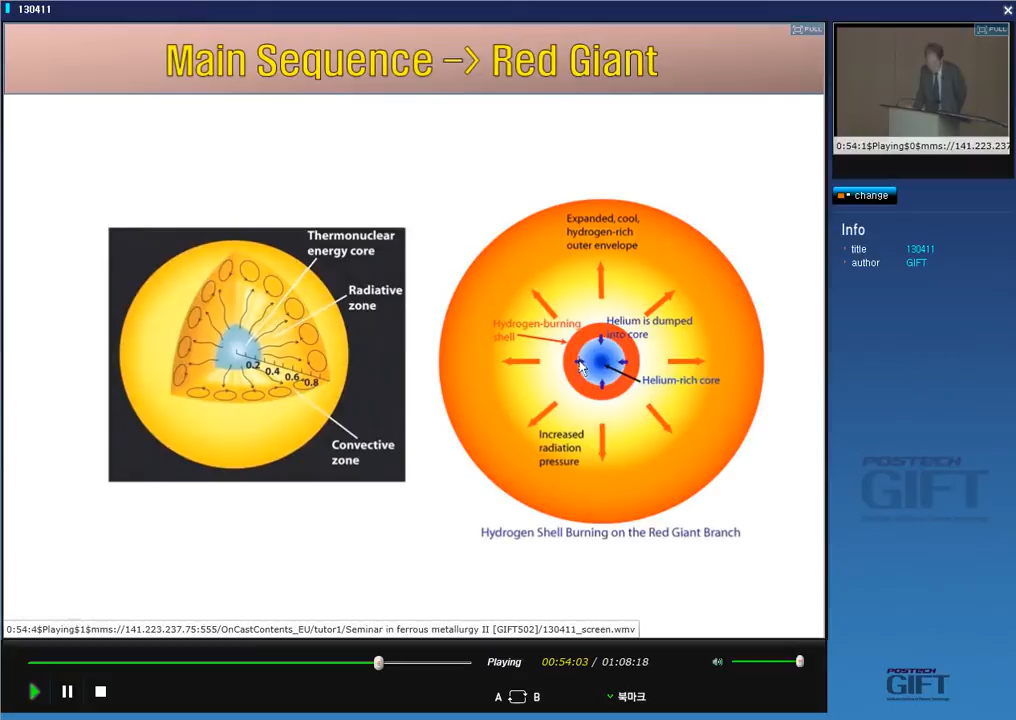 130411
Main Sequence –> Red Giant
FULL
FULL
0:54:1$Playing$0$mms://141.223.237
change
Info
title 130411
author GIFT
Thermonuclear
energy core
Radiative
zone
0.2 0.4 0.6 0.8
Convective
zone
Expanded, cool,
hydrogen-rich
outer envelope
Hydrogen-burning
shell
Helium is dumped
into core
Helium-rich core
Increased
radiation
pressure
Hydrogen Shell Burning on the Red Giant Branch
POSTECH
GIFT
0:54:4$Playing$1$mms://141.223.237.75:555/OnCastContents_EU/tutor1/Seminar in ferrous metallurgy II [GIFT502]/130411_screen.wmv
Playing 00:54:03 / 01:08:18
A B 북마크
POSTECH
GIFT